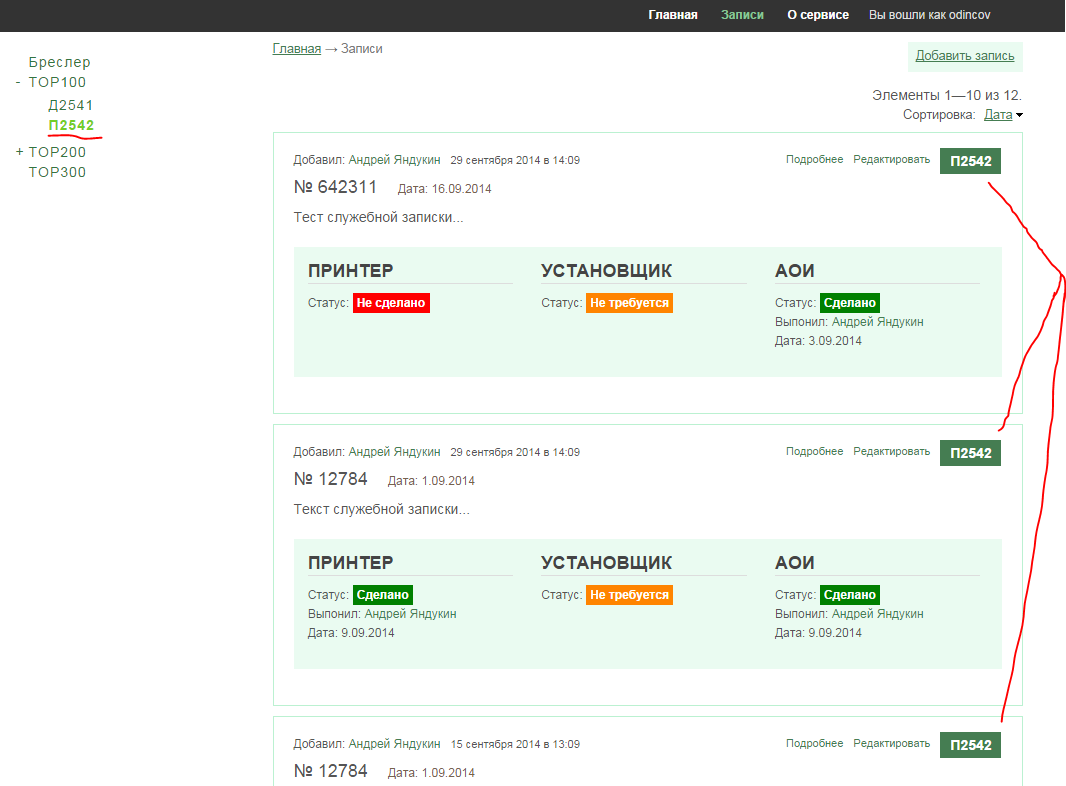 Главная Записи О сервисе Вы вошли как odincov
Главная → Записи
Добавить запись
Бреслер
- TOP100
Д2541
П2542
+ TOP200
TOP300
Элементы 1—10 из 12.
Сортировка: Дата
Добавил: Андрей Яндукин 29 сентября 2014 в 14:09 Подробнее Редактировать П2542
№ 642311 Дата: 16.09.2014
Тест служебной записки...
ПРИНТЕР УСТАНОВЩИК АОИ
Статус: Не сделано Статус: Не требуется Статус: Сделано
Выпонил: Андрей Яндукин
Дата: 3.09.2014
Добавил: Андрей Яндукин 29 сентября 2014 в 14:09 Подробнее Редактировать П2542
№ 12784 Дата: 1.09.2014
Текст служебной записки...
ПРИНТЕР УСТАНОВЩИК АОИ
Статус: Сделано Статус: Не требуется Статус: Сделано
Выпонил: Андрей Яндукин Выпонил: Андрей Яндукин
Дата: 9.09.2014 Дата: 9.09.2014
Добавил: Андрей Яндукин 15 сентября 2014 в 13:09 Подробнее Редактировать П2542
№ 12784 Дата: 1.09.2014